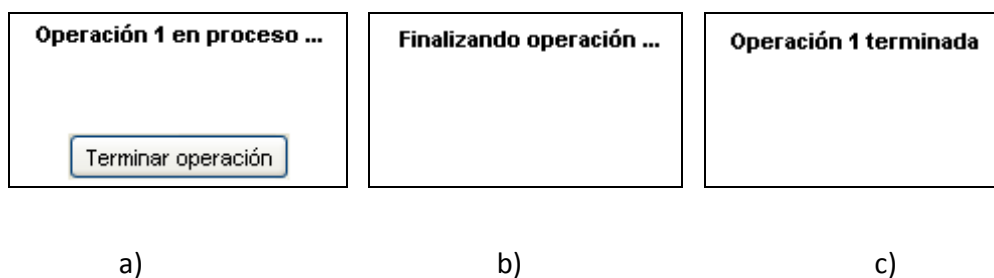 Operación 1 en proceso ...
Terminar operación
Finalizando operación ...
Operación 1 terminada
a)
b)
c)